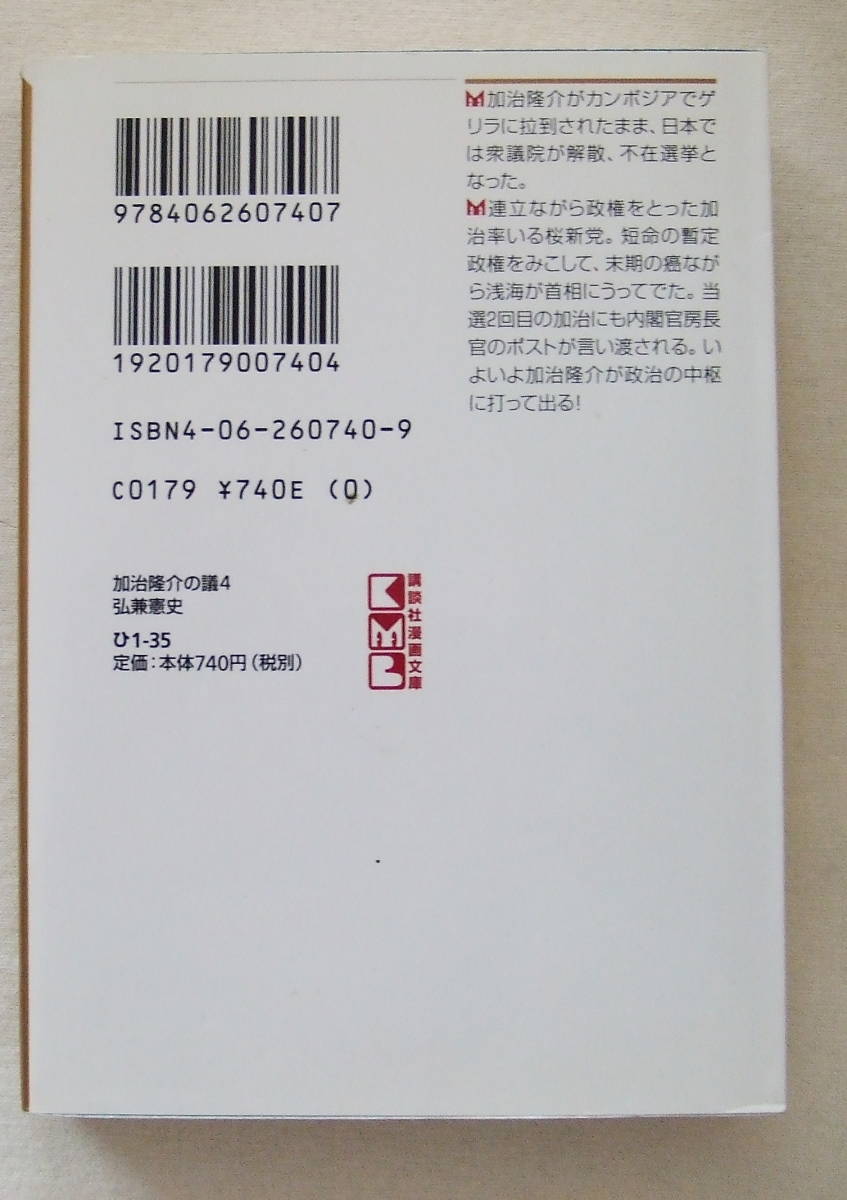 9784062607407
1920179007404
ISBN4-06-260740-9
C0179 ¥740E (0)
加治隆介の議4
弘兼憲史
ひ1-35
定価：本体740円（税別）
講談社漫画文庫
KMB
加治隆介がカンボジアでゲ
リラに拉到されたまま、日本で
は衆議院が解散、不在選挙と
なった。
連立ながら政権をとった加
治率いる桜新党。短命の暫定
政権をみこして、末期の癌なが
ら浅海が首相にうってでた。当
選2回目の加治にも内閣官房長
官のポストが言い渡される。い
よいよ加治隆介が政治の中枢
に打って出る!